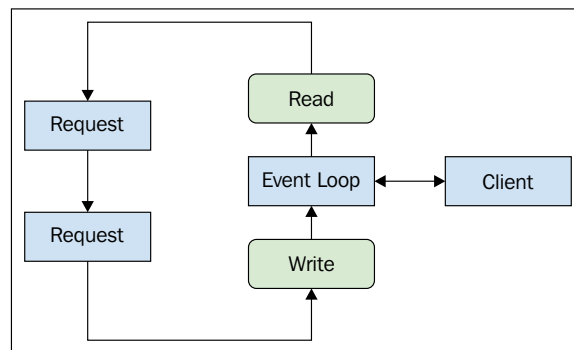 Read
Request
Event Loop
Client
Request
Write